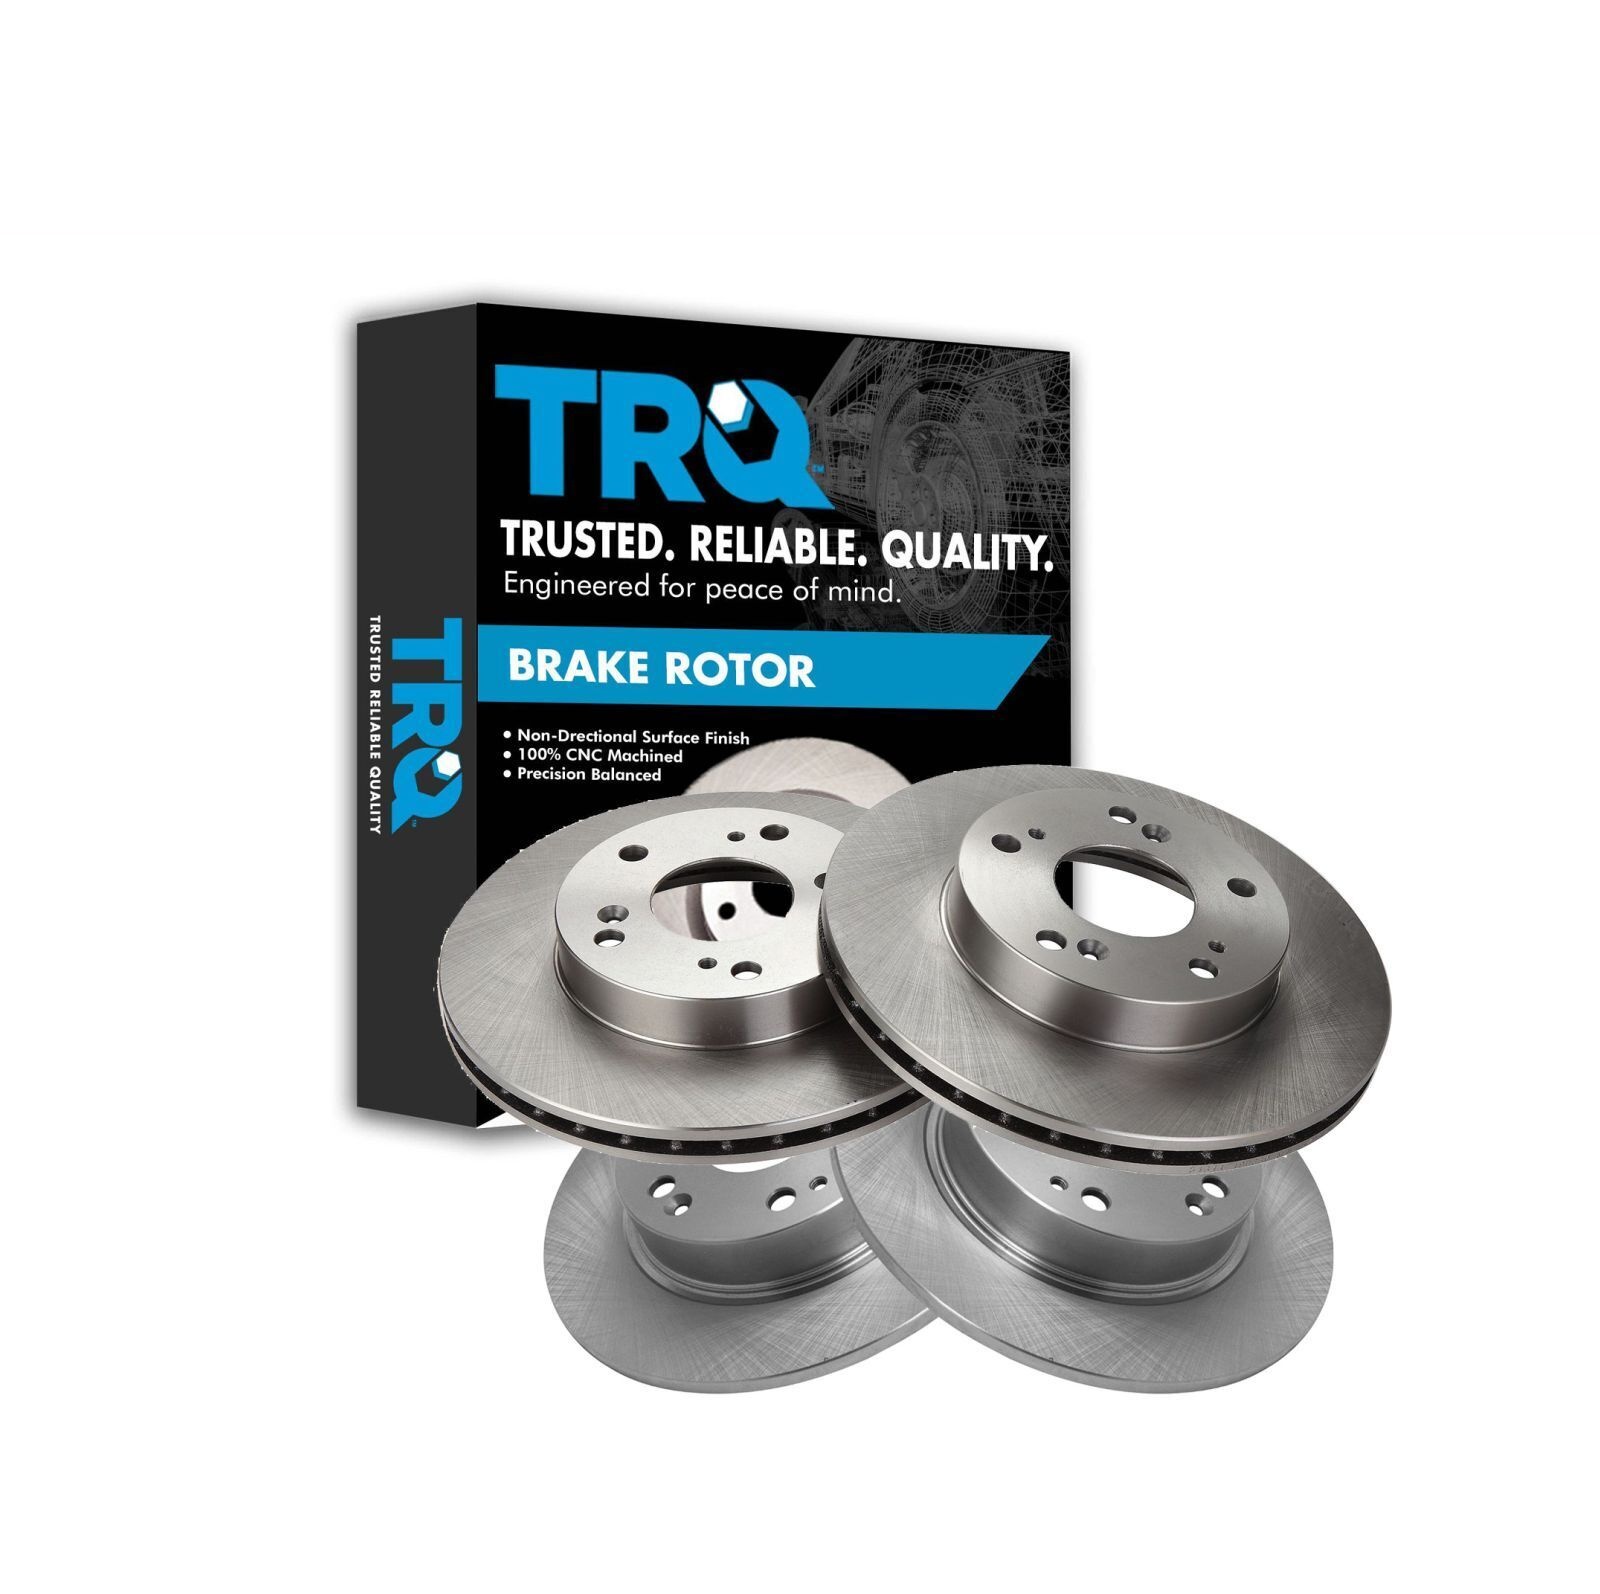 TRQ
TRUSTED. RELIABLE. QUALITY.
Engineered for peace of mind.
BRAKE ROTOR
• Non-Drectional Surface Finish
• 100% CNC Machined
• Precision Balanced
TRQ
TRUSTED RELIABLE QUALITY